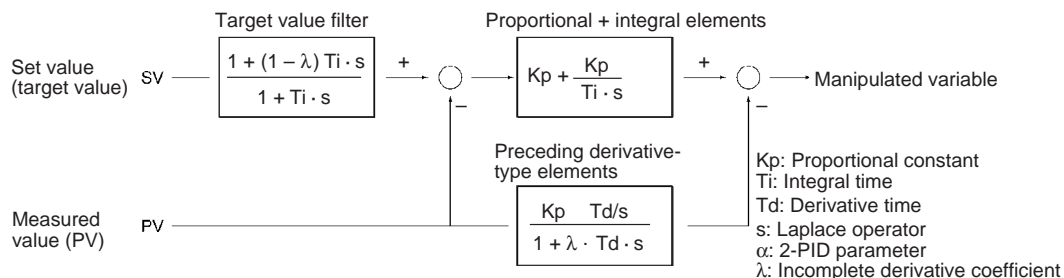 Target value filter
Proportional + integral elements
Set value
(target value)
SV
1 + (1 – λ) Ti · s
1 + Ti · s
+
–
Kp +
Kp
Ti · s
+
–
Manipulated variable
Preceding derivative-
type elements
Measured
value (PV)
PV
Kp Td/s
1 + λ · Td · s
Kp: Proportional constant
Ti: Integral time
Td: Derivative time
s: Laplace operator
α: 2-PID parameter
λ: Incomplete derivative coefficient